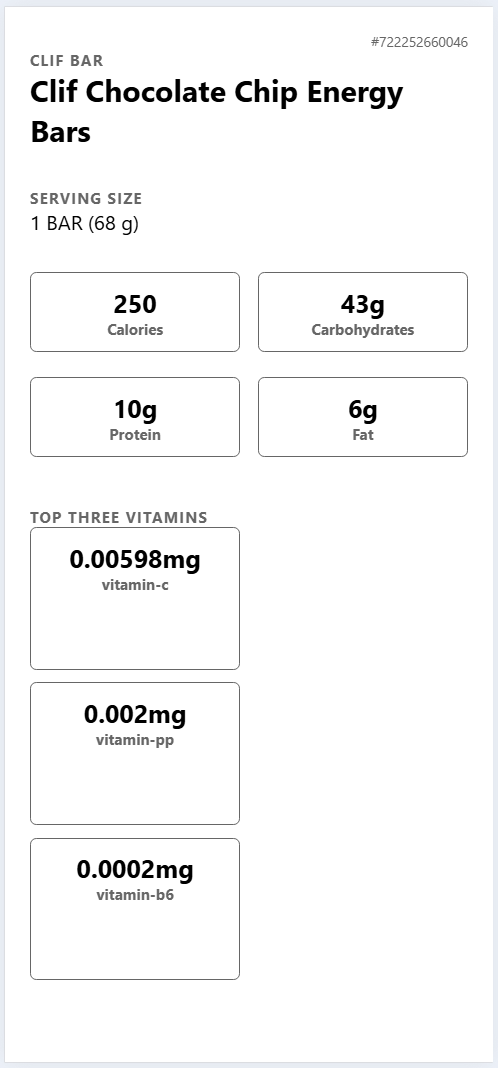 #722252660046
CLIF BAR
Clif Chocolate Chip Energy
Bars
SERVING SIZE
1 BAR (68 g)
250
Calories
43g
Carbohydrates
10g
Protein
6g
Fat
TOP THREE VITAMINS
0.00598mg
vitamin-c
0.002mg
vitamin-pp
0.0002mg
vitamin-b6